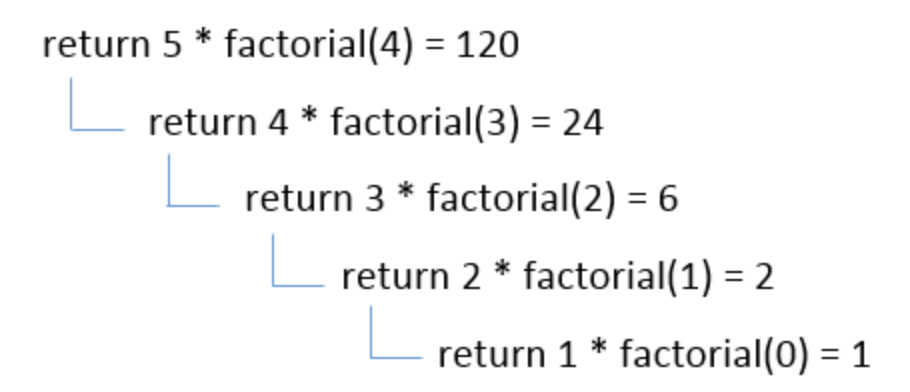 return 5 * factorial(4) = 120
return 4 * factorial(3) = 24
return 3 * factorial(2) = 6
return 2 * factorial(1) = 2
return 1 * factorial(0) = 1